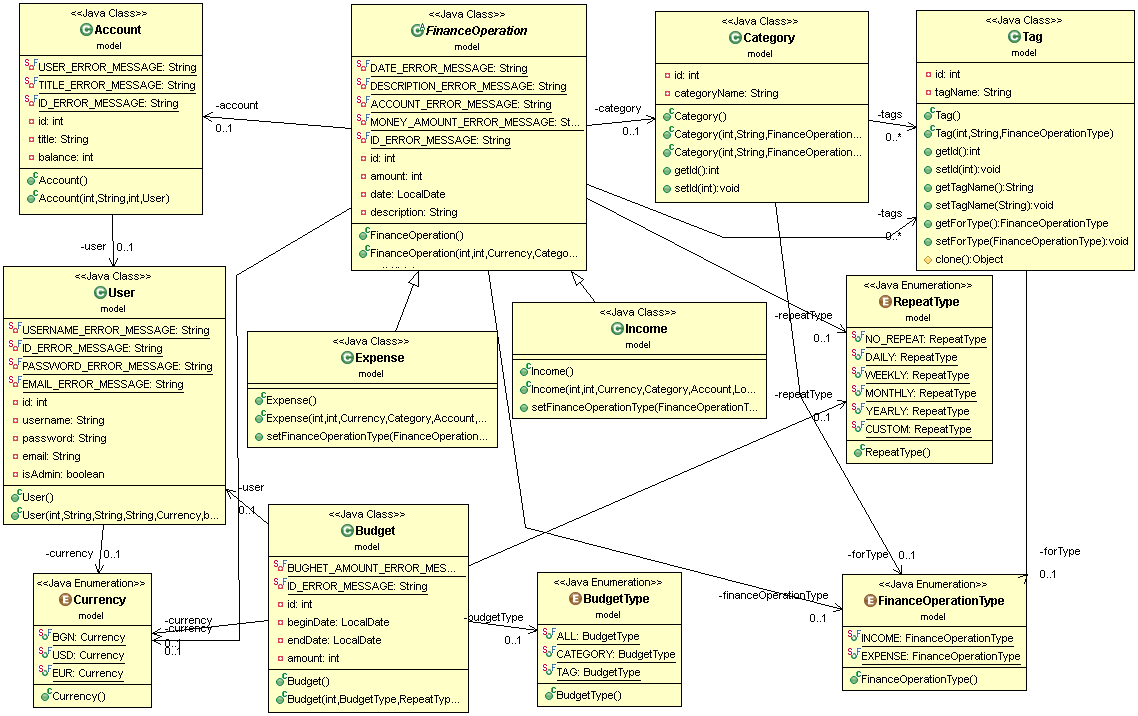 <<Java Class>>
Account
model
USER_ERROR_MESSAGE: String
TITLE_ERROR_MESSAGE: String
ID_ERROR_MESSAGE: String
id: int
title: String
balance: int
Account()
Account(int,String,int,User)
<<Java Class>>
FinanceOperation
model
DATE_ERROR_MESSAGE: String
DESCRIPTION_ERROR_MESSAGE: String
ACCOUNT_ERROR_MESSAGE: String
MONEY_AMOUNT_ERROR_MESSAGE: St...
ID_ERROR_MESSAGE: String
id: int
amount: int
date: LocalDate
description: String
FinanceOperation()
FinanceOperation(int,int,Currency,Catego...
<<Java Class>>
Category
model
id: int
categoryName: String
Category()
Category(int,String,FinanceOperation...
Category(int,String,FinanceOperation...
getId():int
setId(int):void
<<Java Class>>
Tag
model
id: int
tagName: String
Tag()
Tag(int,String,FinanceOperationType)
getId():int
setId(int):void
getTagName():String
setTagName(String):void
getForType():FinanceOperationType
setForType(FinanceOperationType):void
clone():Object
-account
0..1
-category
0..1
-tags
0..*
-tags
0..*
-user
0..1
<<Java Class>>
User
model
USERNAME_ERROR_MESSAGE: String
ID_ERROR_MESSAGE: String
PASSWORD_ERROR_MESSAGE: String
EMAIL_ERROR_MESSAGE: String
id: int
username: String
password: String
email: String
isAdmin: boolean
User()
User(int,String,String,String,Currency,b...
<<Java Class>>
Expense
model
Expense()
Expense(int,int,Currency,Category,Account,...
setFinanceOperationType(FinanceOperation...
<<Java Class>>
Income
model
Income()
Income(int,int,Currency,Category,Account,Lo...
setFinanceOperationType(FinanceOperationT...
<<Java Enumeration>>
RepeatType
model
NO_REPEAT: RepeatType
DAILY: RepeatType
WEEKLY: RepeatType
MONTHLY: RepeatType
YEARLY: RepeatType
CUSTOM: RepeatType
RepeatType()
-repeatType
0..1
-repeatType
0..1
-user
0..1
-currency
0..1
<<Java Class>>
Budget
model
BUGHET_AMOUNT_ERROR_MES...
ID_ERROR_MESSAGE: String
id: int
beginDate: LocalDate
endDate: LocalDate
amount: int
Budget()
Budget(int,BudgetType,RepeatTyp...
<<Java Enumeration>>
Currency
model
BGN: Currency
USD: Currency
EUR: Currency
Currency()
-currency
-currency
0..1
0..1
-budgetType
0..1
<<Java Enumeration>>
BudgetType
model
ALL: BudgetType
CATEGORY: BudgetType
TAG: BudgetType
BudgetType()
-financeOperationType
0..1
-forType
0..1
-forType
0..1
<<Java Enumeration>>
FinanceOperationType
model
INCOME: FinanceOperationType
EXPENSE: FinanceOperationType
FinanceOperationType()